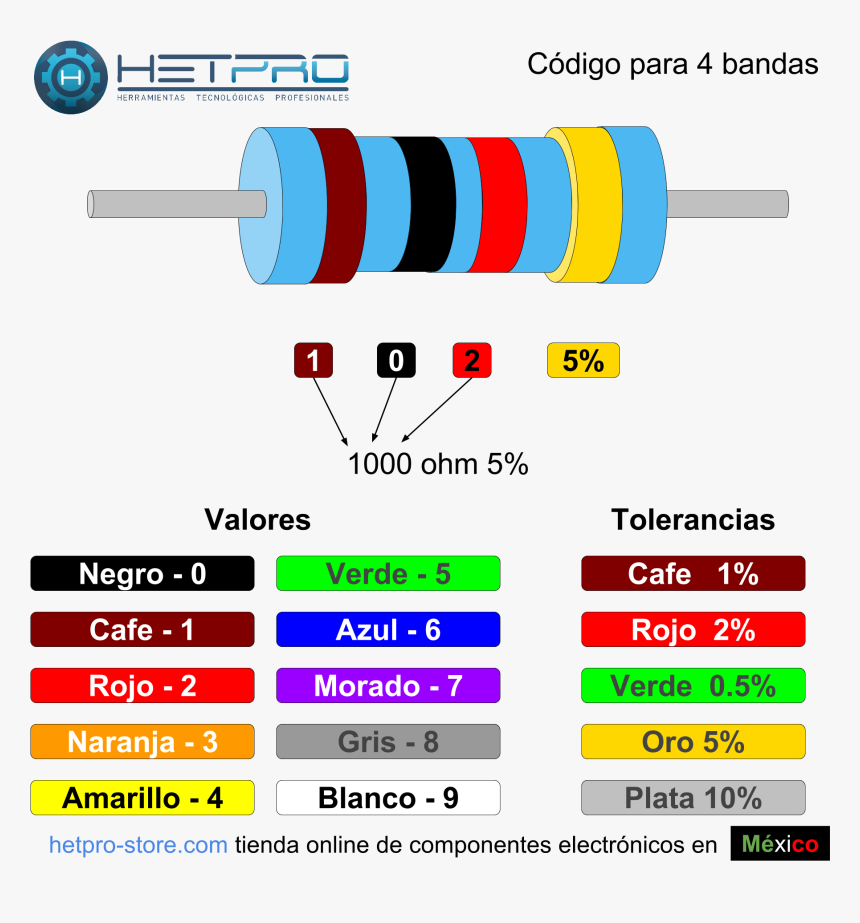 H HETPRO
HERRAMIENTAS TECNOLÓGICAS PROFESIONALES
Código para 4 bandas
1 0 2 5%
1000 ohm 5%
Valores
Negro - 0
Cafe - 1
Rojo - 2
Naranja - 3
Amarillo - 4
Verde - 5
Azul - 6
Morado - 7
Gris - 8
Blanco - 9
Tolerancias
Cafe 1%
Rojo 2%
Verde 0.5%
Oro 5%
Plata 10%
hetpro-store.com tienda online de componentes electrónicos en México